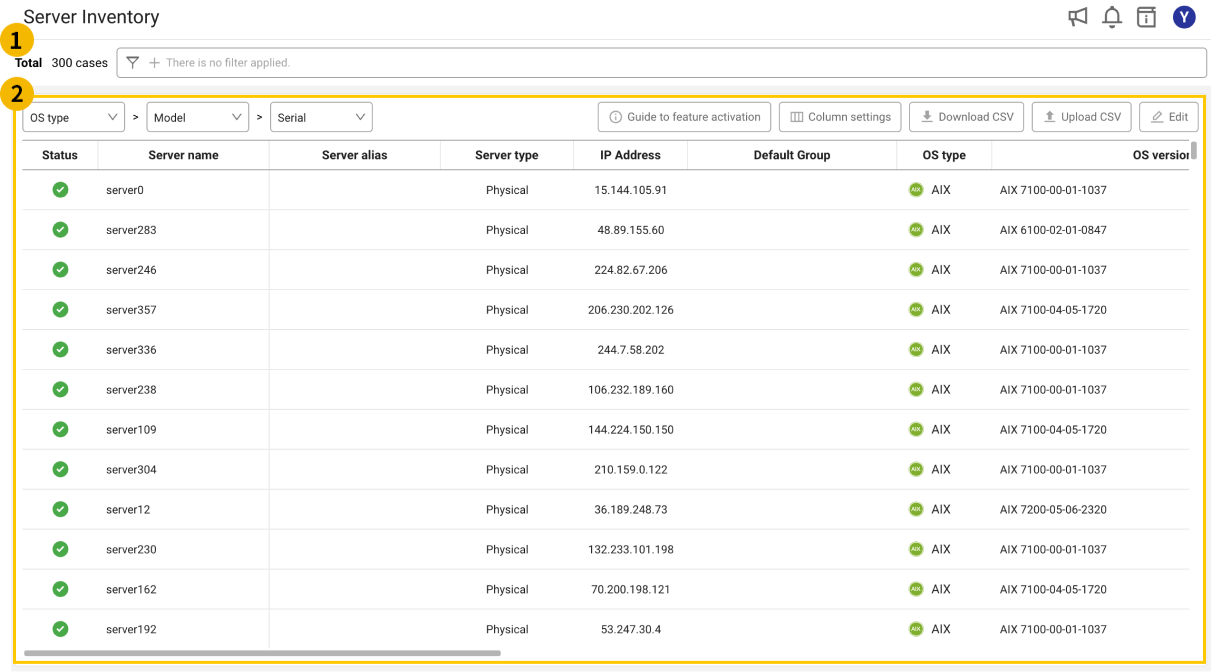 Server Inventory
Y
1
Total 300 cases There is no filter applied.
2
OS type > Model > Serial Guide to feature activation Column settings Download CSV Upload CSV Edit
Status Server name Server alias Server type IP Address Default Group OS type OS version
server0 Physical 15.144.105.91 AIX AIX AIX 7100-00-01-1037
server283 Physical 48.89.155.60 AIX AIX AIX 6100-02-01-0847
server246 Physical 224.82.67.206 AIX AIX AIX 7100-00-01-1037
server357 Physical 206.230.202.126 AIX AIX AIX 7100-04-05-1720
server336 Physical 244.7.58.202 AIX AIX AIX 7100-00-01-1037
server238 Physical 106.232.189.160 AIX AIX AIX 7100-00-01-1037
server109 Physical 144.224.150.150 AIX AIX AIX 7100-04-05-1720
server304 Physical 210.159.0.122 AIX AIX AIX 7100-00-01-1037
server12 Physical 36.189.248.73 AIX AIX AIX 7200-05-06-2320
server230 Physical 132.233.101.198 AIX AIX AIX 7100-00-01-1037
server162 Physical 70.200.198.121 AIX AIX AIX 7100-04-05-1720
server192 Physical 53.247.30.4 AIX AIX AIX 7100-00-01-1037